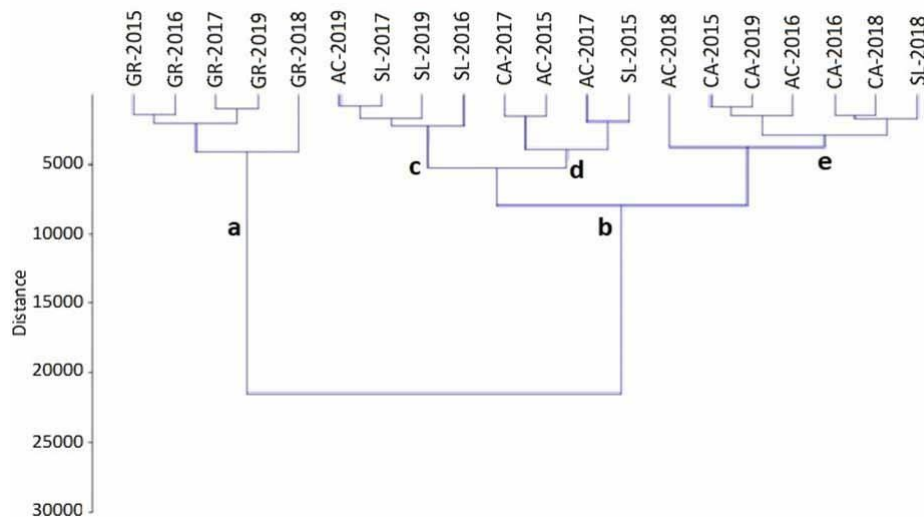 GR-2015
GR-2016
GR-2017
GR-2019
GR-2018
AC-2019
SL-2017
SL-2019
SL-2016
CA-2017
AC-2015
AC-2017
SL-2015
AC-2018
CA-2015
CA-2019
AC-2016
CA-2016
CA-2018
SL-2018
5000
10000
15000
20000
25000
30000
Distance
a
b
c
d
e